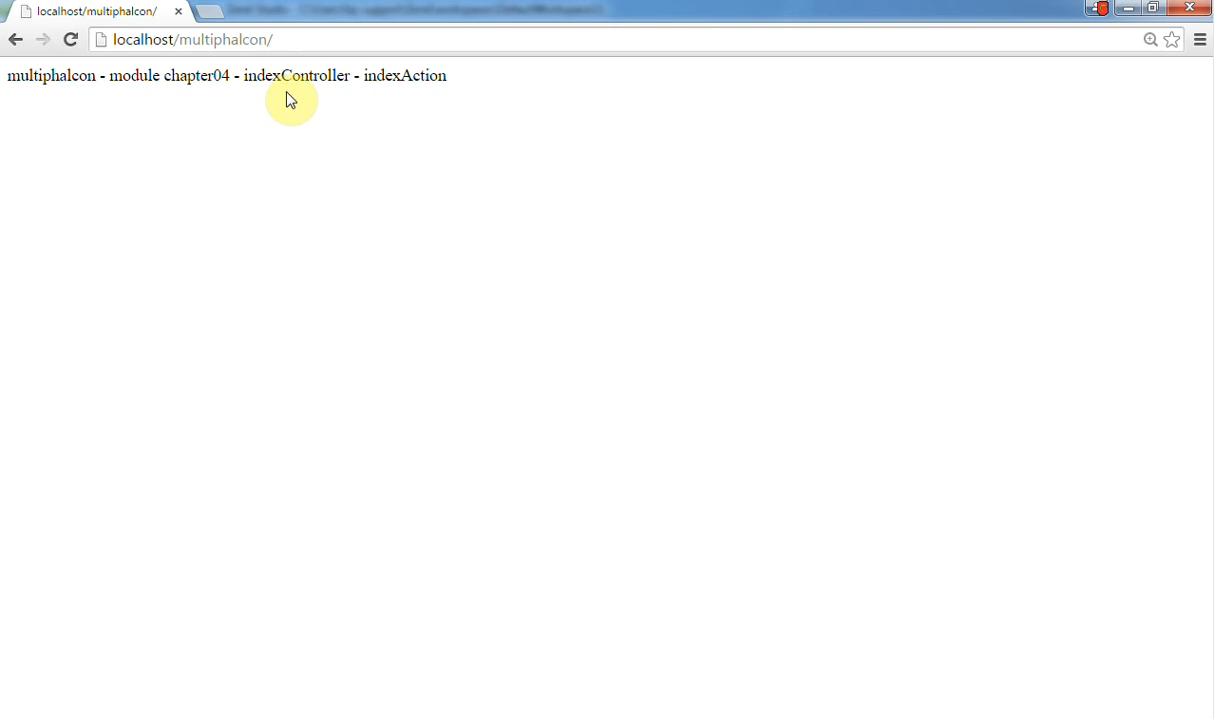 localhost/multiphalcon/
localhost/multiphalcon/
multiphalcon - module chapter04 - indexController - indexAction